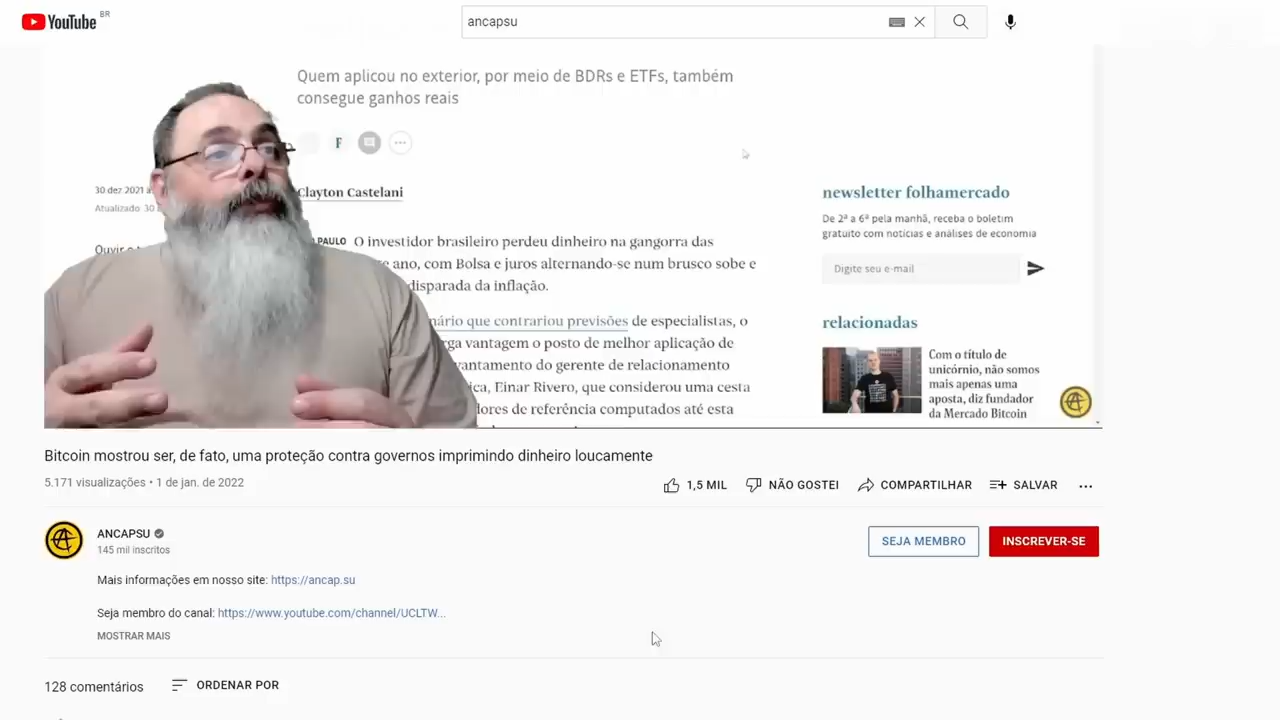 YouTube BR
ancapsu
Quem aplicou no exterior, por meio de BDRs e ETFs, também
consegue ganhos reais
F
30 dez 2021
Atualizado 30
Clayton Castelani
O investidor brasileiro perdeu dinheiro na gangorra das
ano, com Bolsa e juros alternando-se num brusco sobe e
disparada da inflação.
que contrariou previsões de especialistas, o
vantagem o posto de melhor aplicação de
do gerente de relacionamento
Einar Rivero, que considerou uma cesta
de referência computados até esta
newsletter folhamercado
De 2ª a 6ª pela manhã, receba o boletim
gratuito com notícias e análises de economia
Digite seu e-mail
relacionadas
Com o título de
unicórnio, não somos
mais apenas uma
aposta, diz fundador
da Mercado Bitcoin
Bitcoin mostrou ser, de fato, uma proteção contra governos imprimindo dinheiro loucamente
5.171 visualizações • 1 de jan. de 2022
1,5 MIL NÃO GOSTEI COMPARTILHAR SALVAR ...
ANCAPSU
145 mil inscritos
SEJA MEMBRO INSCREVER-SE
Mais informações em nosso site: https://ancap.su
Seja membro do canal: https://www.youtube.com/channel/UCLTW...
MOSTRAR MAIS
128 comentários ORDENAR POR